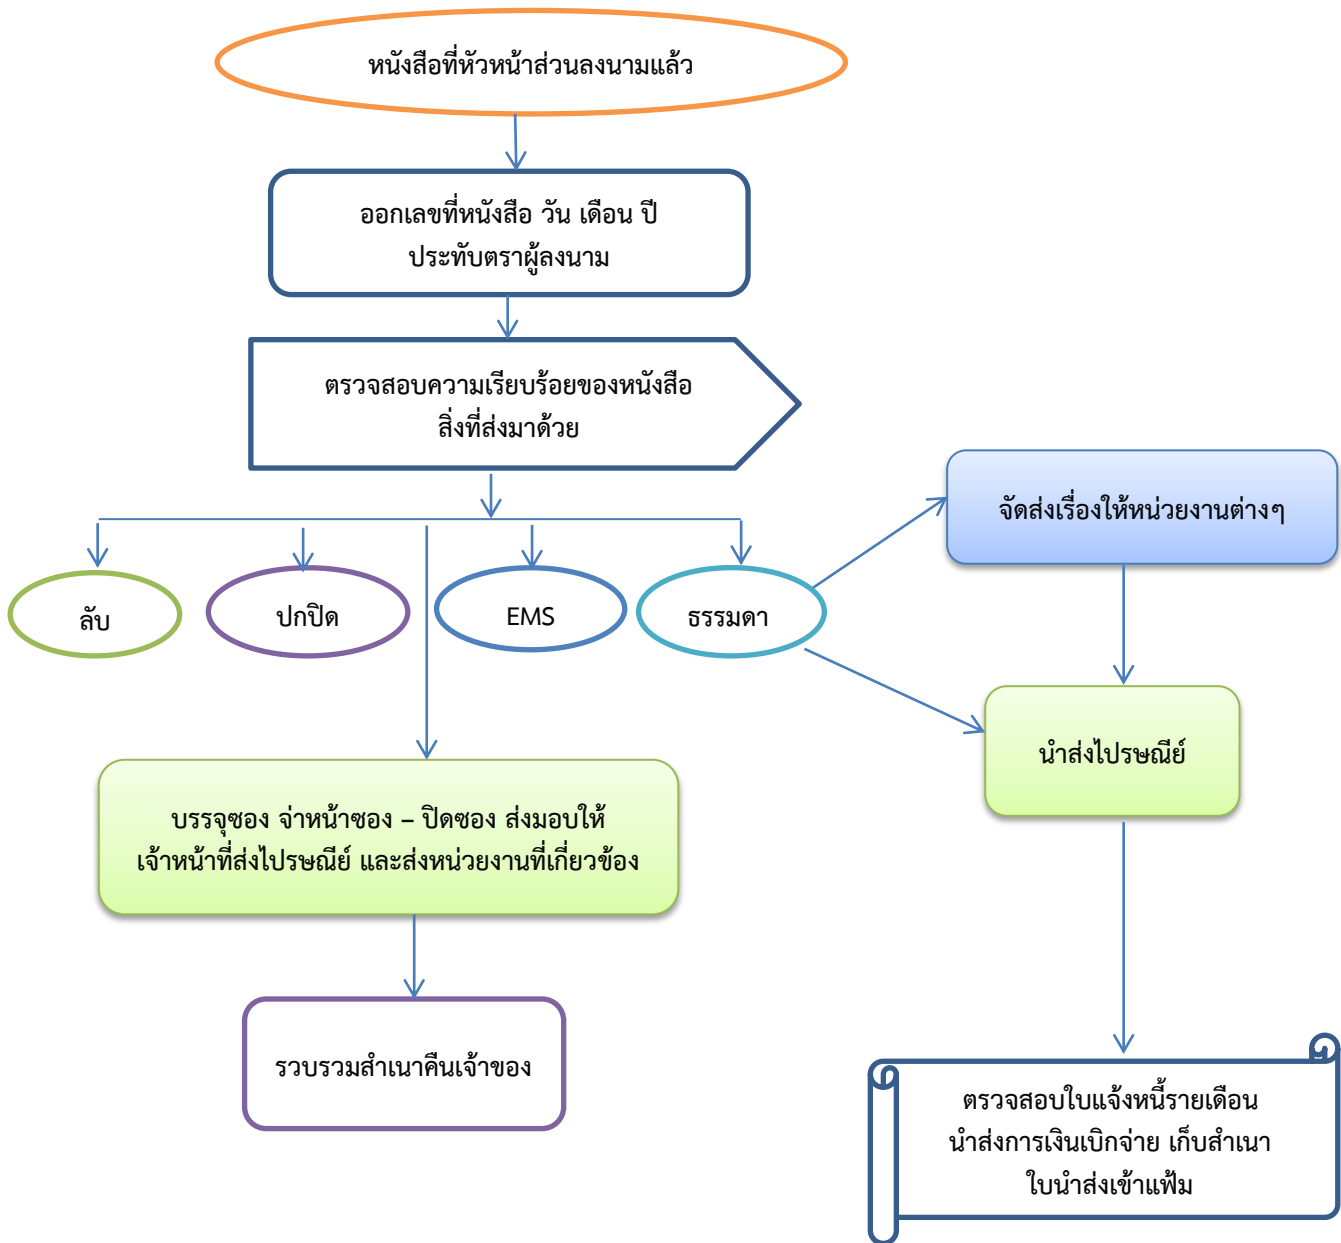 หนังสือที่หัวหน้าส่วนลงนามแล้ว
ออกเลขที่หนังสือ วัน เดือน ปี
ประทับตราผู้ลงนาม
ตรวจสอบความเรียบร้อยของหนังสือ
สิ่งที่ส่งมาด้วย
จัดส่งเรื่องให้หน่วยงานต่างๆ
ลับ
ปกปิด
EMS
ธรรมดา
นำส่งไปรษณีย์
บรรจุซอง จ่าหน้าซอง – ปิดซอง ส่งมอบให้
เจ้าหน้าที่ส่งไปรษณีย์ และส่งหน่วยงานที่เกี่ยวข้อง
รวบรวมสำเนาคืนเจ้าของ
ตรวจสอบใบแจ้งหนี้รายเดือน
นำส่งการเงินเบิกจ่าย เก็บสำเนา
ใบนำส่งเข้าแฟ้ม